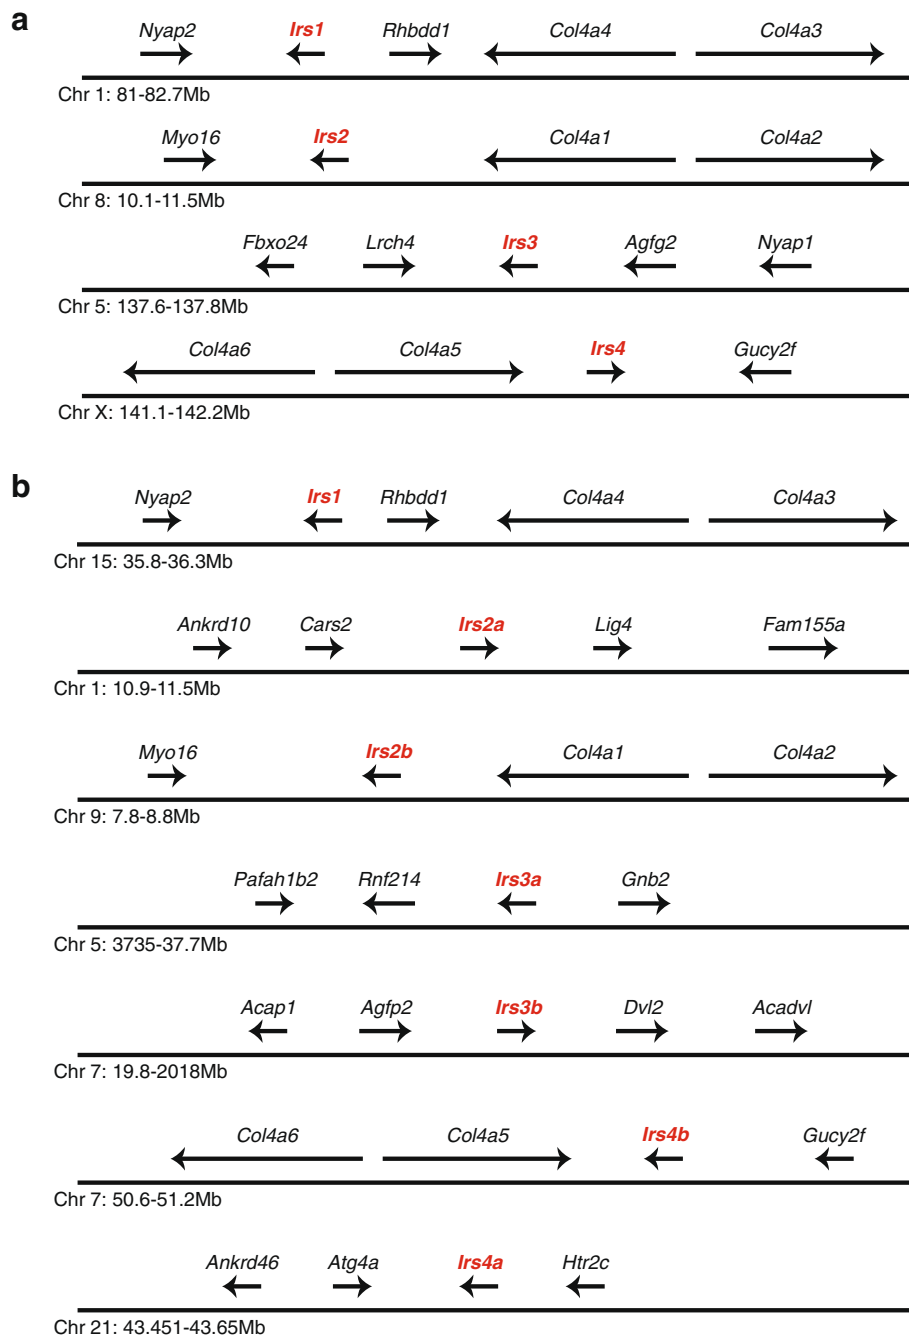 a
Nyap2 Irs1 Rhbdd1 Col4a4 Col4a3
Chr 1: 81-82.7Mb
Myo16 Irs2 Col4a1 Col4a2
Chr 8: 10.1-11.5Mb
Fbxo24 Lrch4 Irs3 Agfg2 Nyap1
Chr 5: 137.6-137.8Mb
Col4a6 Col4a5 Irs4 Gucy2f
Chr X: 141.1-142.2Mb
b
Nyap2 Irs1 Rhbdd1 Col4a4 Col4a3
Chr 15: 35.8-36.3Mb
Ankrd10 Cars2 Irs2a Lig4 Fam155a
Chr 1: 10.9-11.5Mb
Myo16 Irs2b Col4a1 Col4a2
Chr 9: 7.8-8.8Mb
Pafah1b2 Rnf214 Irs3a Gnb2
Chr 5: 3735-37.7Mb
Acap1 Agfp2 Irs3b Dvl2 Acadvl
Chr 7: 19.8-2018Mb
Col4a6 Col4a5 Irs4b Gucy2f
Chr 7: 50.6-51.2Mb
Ankrd46 Atg4a Irs4a Htr2c
Chr 21: 43.451-43.65Mb